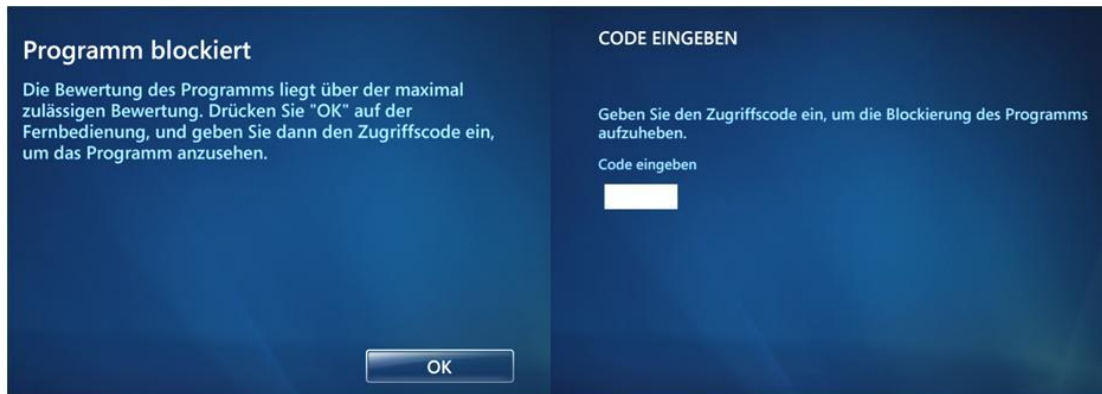 Programm blockiert
Die Bewertung des Programms liegt über der maximal
zulässigen Bewertung. Drücken Sie "OK" auf der
Fernbedienung, und geben Sie dann den Zugriffscode ein,
um das Programm anzusehen.
OK
CODE EINGEBEN
Geben Sie den Zugriffscode ein, um die Blockierung des Programms
aufzuheben.
Code eingeben